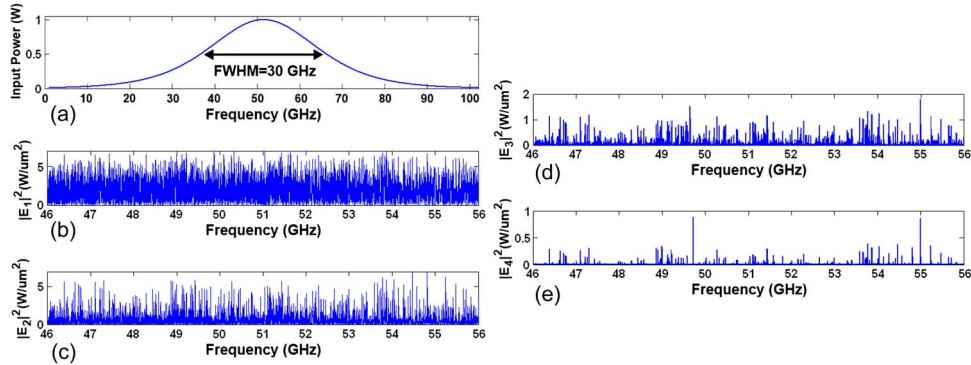 Input Power (W)
1
0.5
0
FWHM=30 GHz
0 10 20 30 40 50 60 70 80 90 100
Frequency (GHz)
(a)
|E1|²(W/um²)
5
0
46 47 48 49 50 51 52 53 54 55 56
Frequency (GHz)
(b)
|E2|²(W/um²)
5
0
46 47 48 49 50 51 52 53 54 55 56
Frequency (GHz)
(c)
|E3|² (W/um²)
2
1
0
46 47 48 49 50 51 52 53 54 55 56
Frequency (GHz)
(d)
|E4|²(W/um²)
1
0.5
0
46 47 48 49 50 51 52 53 54 55 56
Frequency (GHz)
(e)